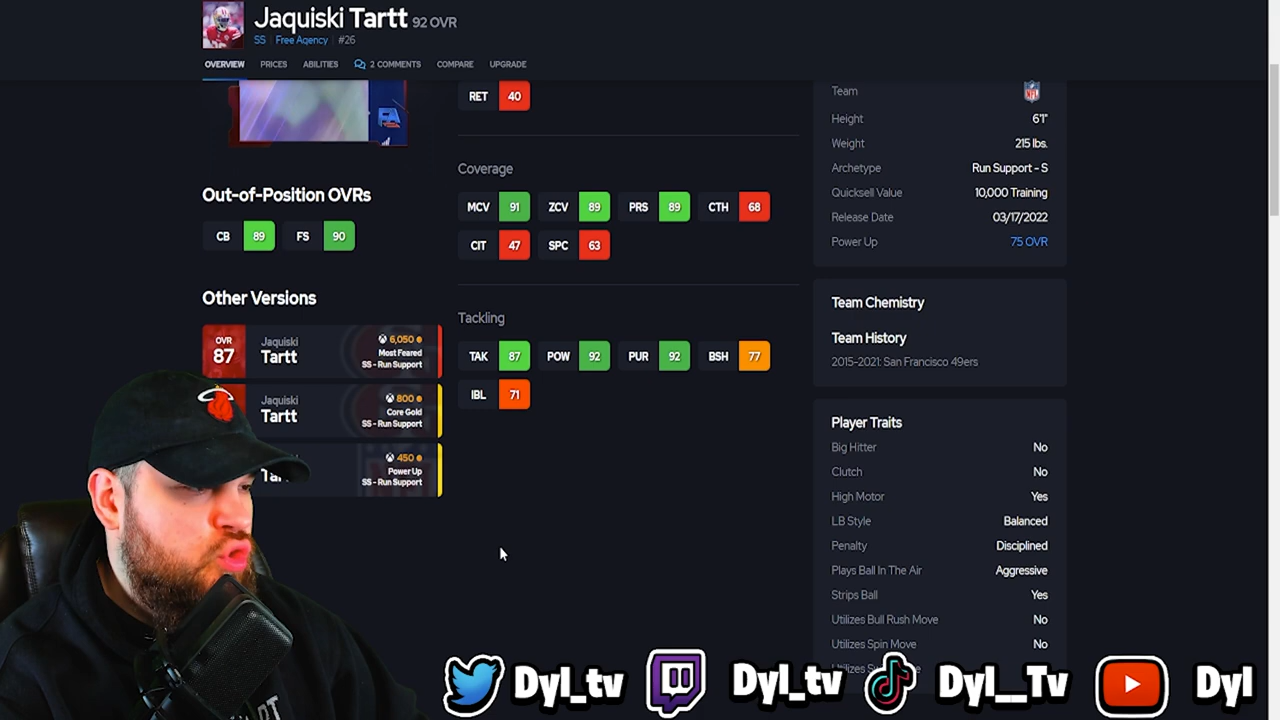 Jaquiski Tartt 92 OVR
SS Free Agency #26
OVERVIEW PRICES ABILITIES 2 COMMENTS COMPARE UPGRADE
RET 40
FA
Out-of-Position OVRs
CB 89 FS 90
Other Versions
OVR 87 Jaquiski Tartt 6,050 Most Feared SS - Run Support
Jaquiski Tartt 800 Core Gold SS - Run Support
450 Power Up SS - Run Support
Coverage
MCV 91 ZCV 89 PRS 89 CTH 68
CIT 47 SPC 63
Tackling
TAK 87 POW 92 PUR 92 BSH 77
IBL 71
Team NFL
Height 6'1"
Weight 215 lbs.
Archetype Run Support - S
Quicksell Value 10,000 Training
Release Date 03/17/2022
Power Up 75 OVR
Team Chemistry
Team History
2015-2021: San Francisco 49ers
Player Traits
Big Hitter No
Clutch No
High Motor Yes
LB Style Balanced
Penalty Disciplined
Plays Ball In The Air Aggressive
Strips Ball Yes
Utilizes Bull Rush Move No
Utilizes Spin Move No
Dyl_tv Dyl_tv Dyl__Tv Dyl